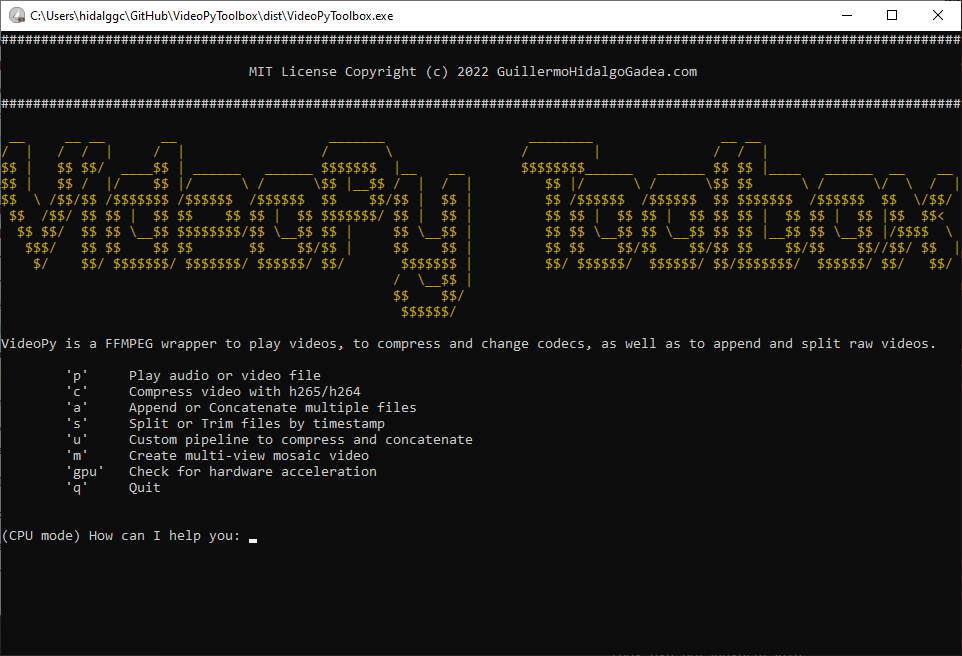 C:\Users\hidalggc\GitHub\VideoPyToolbox\dist\VideoPyToolbox.exe
MIT License Copyright (c) 2022 GuillermoHidalgoGadea.com
VideoPy Toolbox
VideoPy is a FFMPEG wrapper to play videos, to compress and change codecs, as well as to append and split raw videos.
'p' Play audio or video file
'c' Compress video with h265/h264
'a' Append or Concatenate multiple files
's' Split or Trim files by timestamp
'u' Custom pipeline to compress and concatenate
'm' Create multi-view mosaic video
'gpu' Check for hardware acceleration
'q' Quit
(CPU mode) How can I help you: